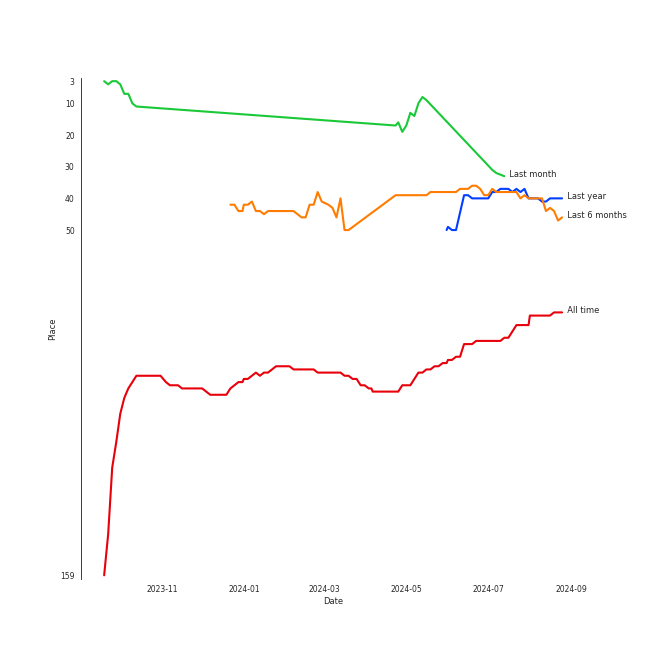 3
10
20
30
40
50
159
Place
Last month
Last year
Last 6 months
All time
2023-11
2024-01
2024-03
2024-05
2024-07
2024-09
Date